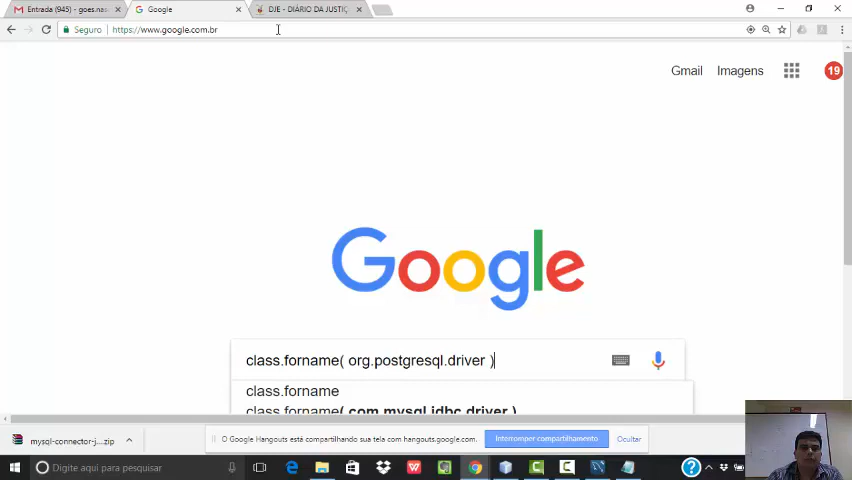 Entrada (945) - goes.nas
Google
DJE - DIÁRIO DA JUSTIÇ
Seguro
https://www.google.com.br
Gmail
Imagens
19
Google
class.forname( org.postgresql.driver )
class.forname
class.forname( com.mysql.jdbc.driver )
mysql-connector-j....zip
O Google Hangouts está compartilhando sua tela com hangouts.google.com.
Interromper compartilhamento
Ocultar
Digite aqui para pesquisar